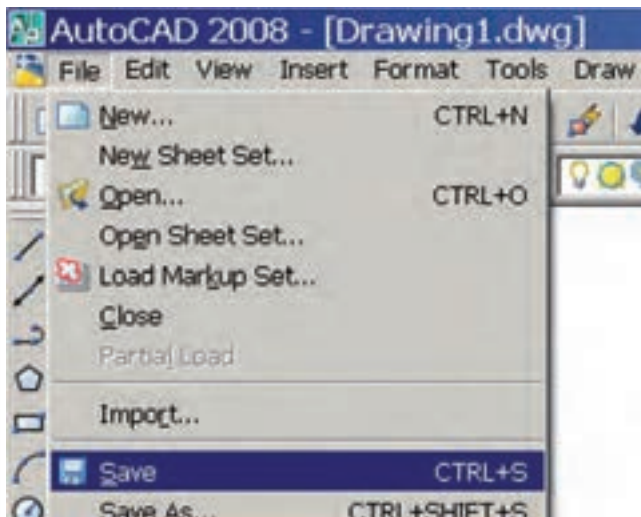 AutoCAD 2008 - [Drawing1.dwg]
File Edit View Insert Format Tools Draw
New... CTRL+N
New Sheet Set...
Open... CTRL+O
Open Sheet Set...
Load Markup Set...
Close
Partial Load
Import...
Save CTRL+S
Save As... CTRL+SHIFT+S